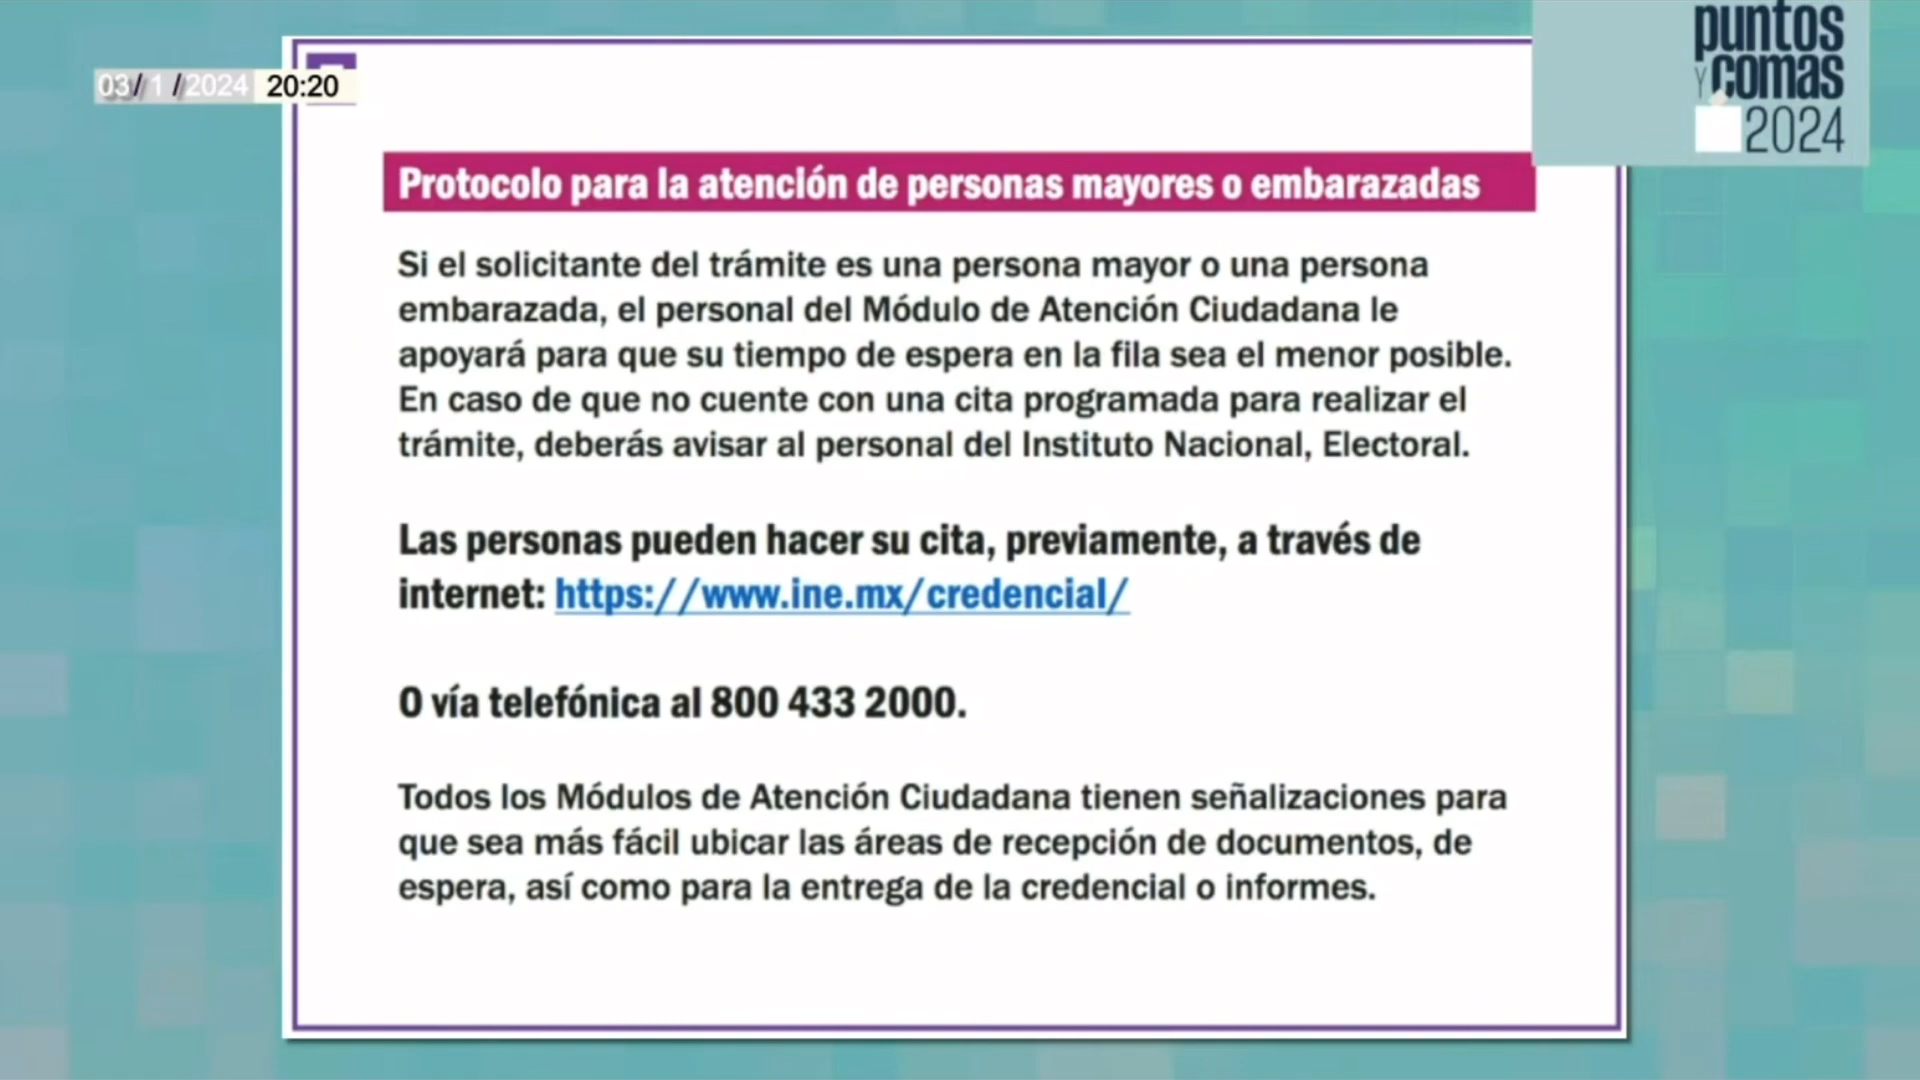 puntos
Y comas
2024
03/ 1 /2024 20:20
Protocolo para la atención de personas mayores o embarazadas
Si el solicitante del trámite es una persona mayor o una persona
embarazada, el personal del Módulo de Atención Ciudadana le
apoyará para que su tiempo de espera en la fila sea el menor posible.
En caso de que no cuente con una cita programada para realizar el
trámite, deberás avisar al personal del Instituto Nacional, Electoral.
Las personas pueden hacer su cita, previamente, a través de
internet: https://www.ine.mx/credencial/
O vía telefónica al 800 433 2000.
Todos los Módulos de Atención Ciudadana tienen señalizaciones para
que sea más fácil ubicar las áreas de recepción de documentos, de
espera, así como para la entrega de la credencial o informes.